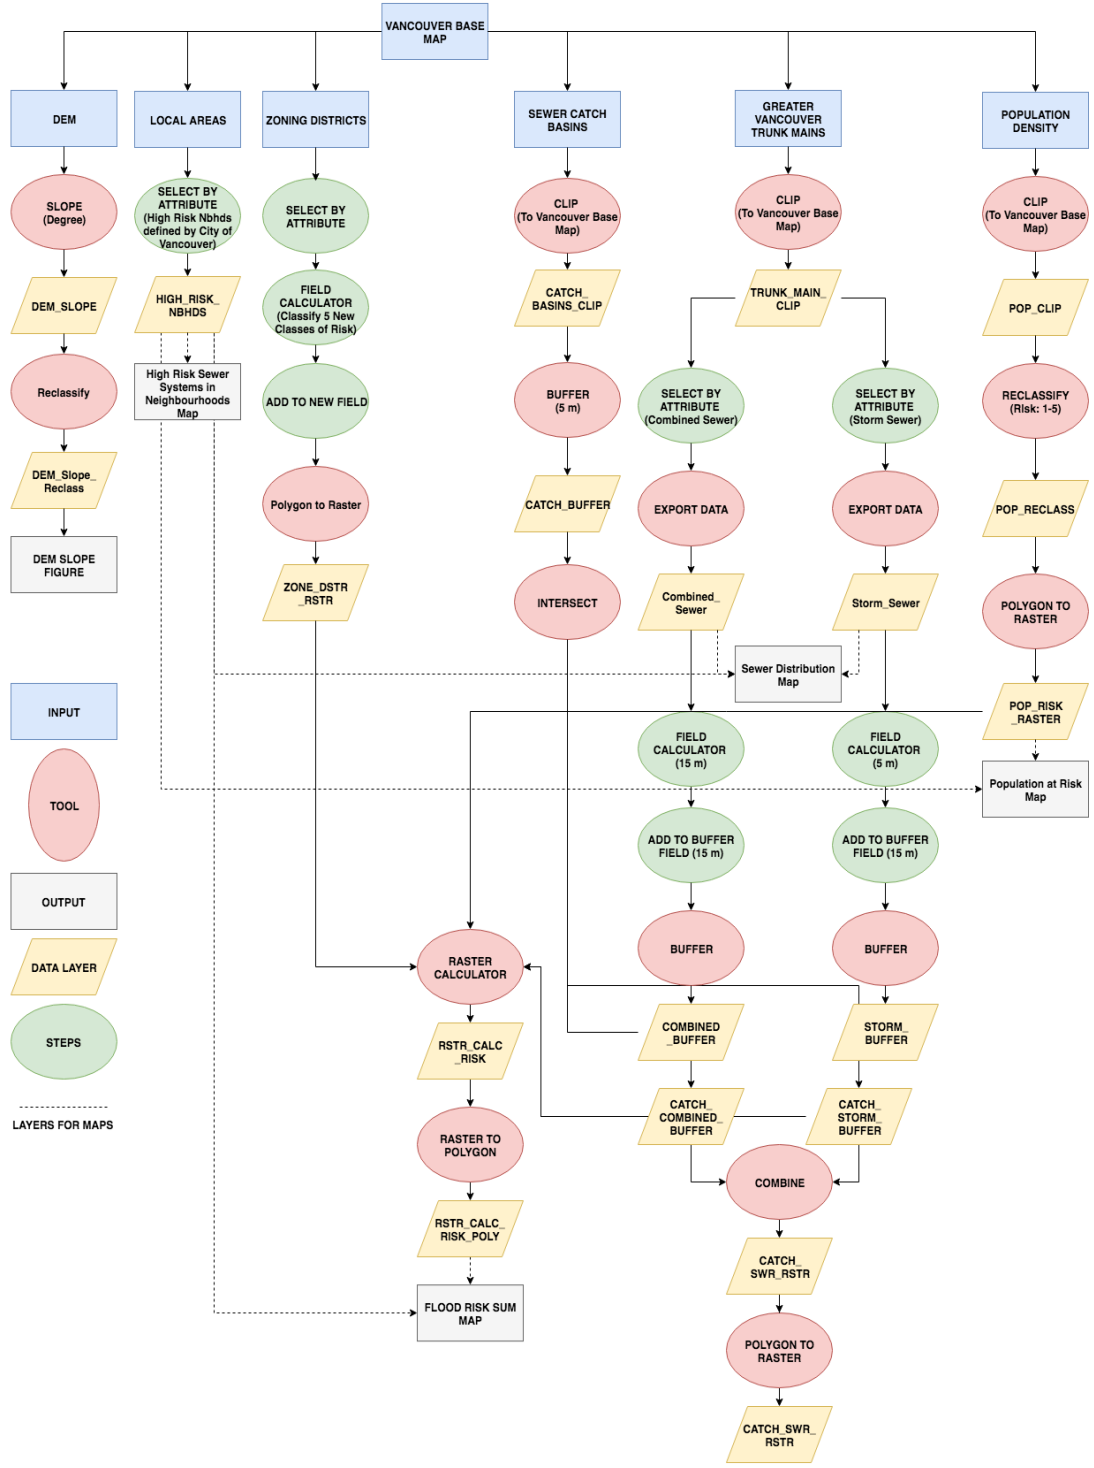 VANCOUVER BASE
MAP
DEM
LOCAL AREAS
ZONING DISTRICTS
SEWER CATCH
BASINS
GREATER
VANCOUVER
TRUNK MAINS
POPULATION
DENSITY
SLOPE
(Degree)
SELECT BY
ATTRIBUTE
(High Risk Nbhds
defined by City of
Vancouver)
SELECT BY
ATTRIBUTE
CLIP
(To Vancouver Base
Map)
CLIP
(To Vancouver Base
Map)
CLIP
(To Vancouver Base
Map)
DEM_SLOPE
HIGH_RISK_
NBHDS
FIELD
CALCULATOR
(Classify 5 New
Classes of Risk)
CATCH_
BASINS_CLIP
TRUNK_MAIN_
CLIP
POP_CLIP
Reclassify
High Risk Sewer
Systems in
Neighbourhoods
Map
ADD TO NEW FIELD
BUFFER
(5 m)
SELECT BY
ATTRIBUTE
(Combined Sewer)
SELECT BY
ATTRIBUTE
(Storm Sewer)
RECLASSIFY
(RIsk: 1-5)
DEM_Slope_
Reclass
Polygon to Raster
CATCH_BUFFER
EXPORT DATA
EXPORT DATA
POP_RECLASS
DEM SLOPE
FIGURE
ZONE_DSTR
_RSTR
INTERSECT
Combined_
Sewer
Storm_Sewer
POLYGON TO
RASTER
Sewer Distribution
Map
INPUT
POP_RISK
_RASTER
FIELD
CALCULATOR
(15 m)
FIELD
CALCULATOR
(5 m)
TOOL
Population at Risk
Map
ADD TO BUFFER
FIELD (15 m)
ADD TO BUFFER
FIELD (15 m)
OUTPUT
BUFFER
BUFFER
DATA LAYER
RASTER
CALCULATOR
STEPS
RSTR_CALC
_RISK
COMBINED
_BUFFER
STORM_
BUFFER
LAYERS FOR MAPS
RASTER TO
POLYGON
CATCH_
COMBINED_
BUFFER
CATCH_
STORM_
BUFFER
COMBINE
RSTR_CALC_
RISK_POLY
CATCH_
SWR_RSTR
FLOOD RISK SUM
MAP
POLYGON TO
RASTER
CATCH_SWR_
RSTR